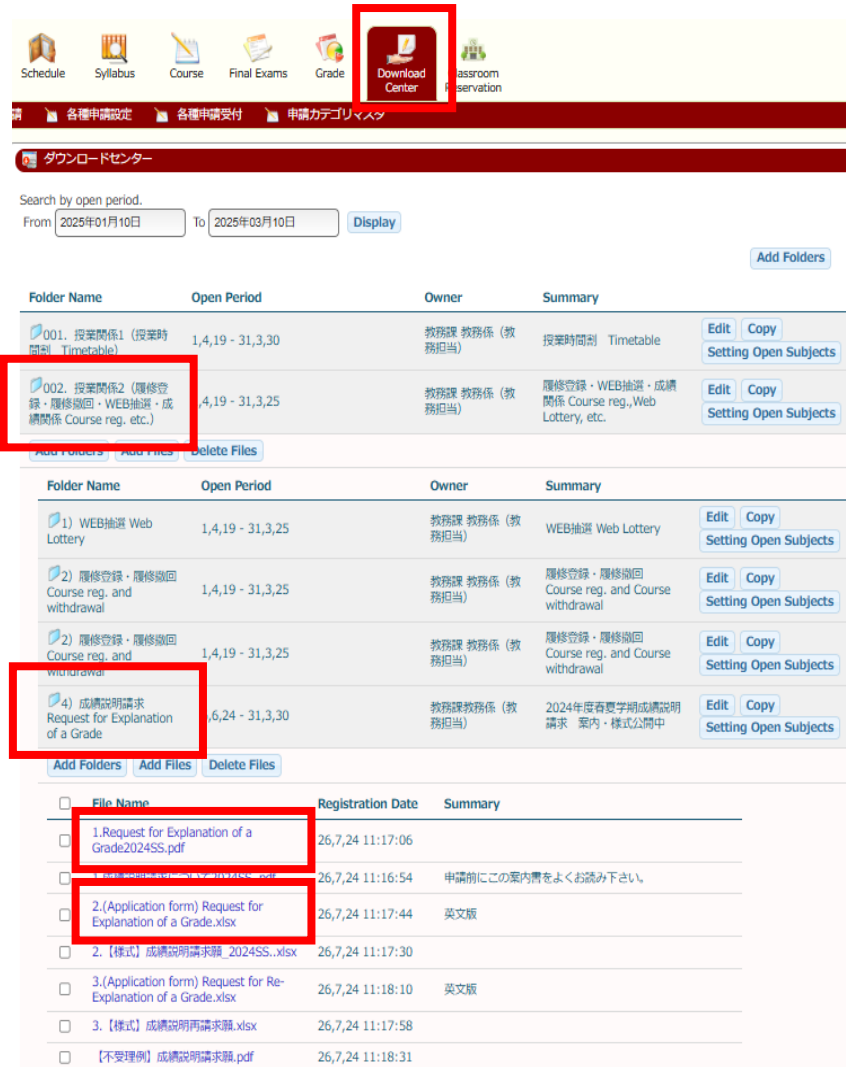 Schedule Syllabus Course Final Exams Grade Download Center Reservation
各種申請設定 各種申請受付 申請カテゴリマスタ
ダウンロードセンター
Search by open period.
From 2025年01月10日 To 2025年03月10日 Display
Add Folders
Folder Name Open Period Owner Summary
001. 授業関係1(授業時間割 Timetable) 1,4,19 - 31,3,30 教務課 教務係(教務担当) 授業時間割 Timetable Edit Copy
Setting Open Subjects
002. 授業関係2(履修登録・履修撤回・WEB抽選・成績関係 Course reg. etc.) ,4,19 - 31,3,25 教務課 教務係(教務担当) 履修登録・WEB抽選・成績関係 Course reg.,Web Lottery, etc. Edit Copy
Setting Open Subjects
Add Folders Add Files Delete Files
Folder Name Open Period Owner Summary
1) WEB抽選 Web Lottery 1,4,19 - 31,3,25 教務課 教務係(教務担当) WEB抽選 Web Lottery Edit Copy
Setting Open Subjects
2) 履修登録・履修撤回 Course reg. and withdrawal 1,4,19 - 31,3,25 教務課 教務係(教務担当) 履修登録・履修撤回 Course reg. and Course withdrawal Edit Copy
Setting Open Subjects
2) 履修登録・履修撤回 Course reg. and withdrawal 1,4,19 - 31,3,25 教務課 教務係(教務担当) 履修登録・履修撤回 Course reg. and Course withdrawal Edit Copy
Setting Open Subjects
4) 成績説明請求 Request for Explanation of a Grade ,6,24 - 31,3,30 教務課教務係(教務担当) 2024年度春夏学期成績説明請求 案内・様式公開中 Edit Copy
Setting Open Subjects
Add Folders Add Files Delete Files
File Name Registration Date Summary
1.Request for Explanation of a Grade2024SS.pdf 26,7,24 11:17:06
26,7,24 11:16:54 申請前にこの案内書をよくお読み下さい。
2.(Application form) Request for Explanation of a Grade.xlsx 26,7,24 11:17:44 英文版
2.【様式】成績説明請求願_2024SS..xlsx 26,7,24 11:17:30
3.(Application form) Request for Re-Explanation of a Grade.xlsx 26,7,24 11:18:10 英文版
3.【様式】成績説明再請求願.xlsx 26,7,24 11:17:58
【不受理例】成績説明請求願.pdf 26,7,24 11:18:31